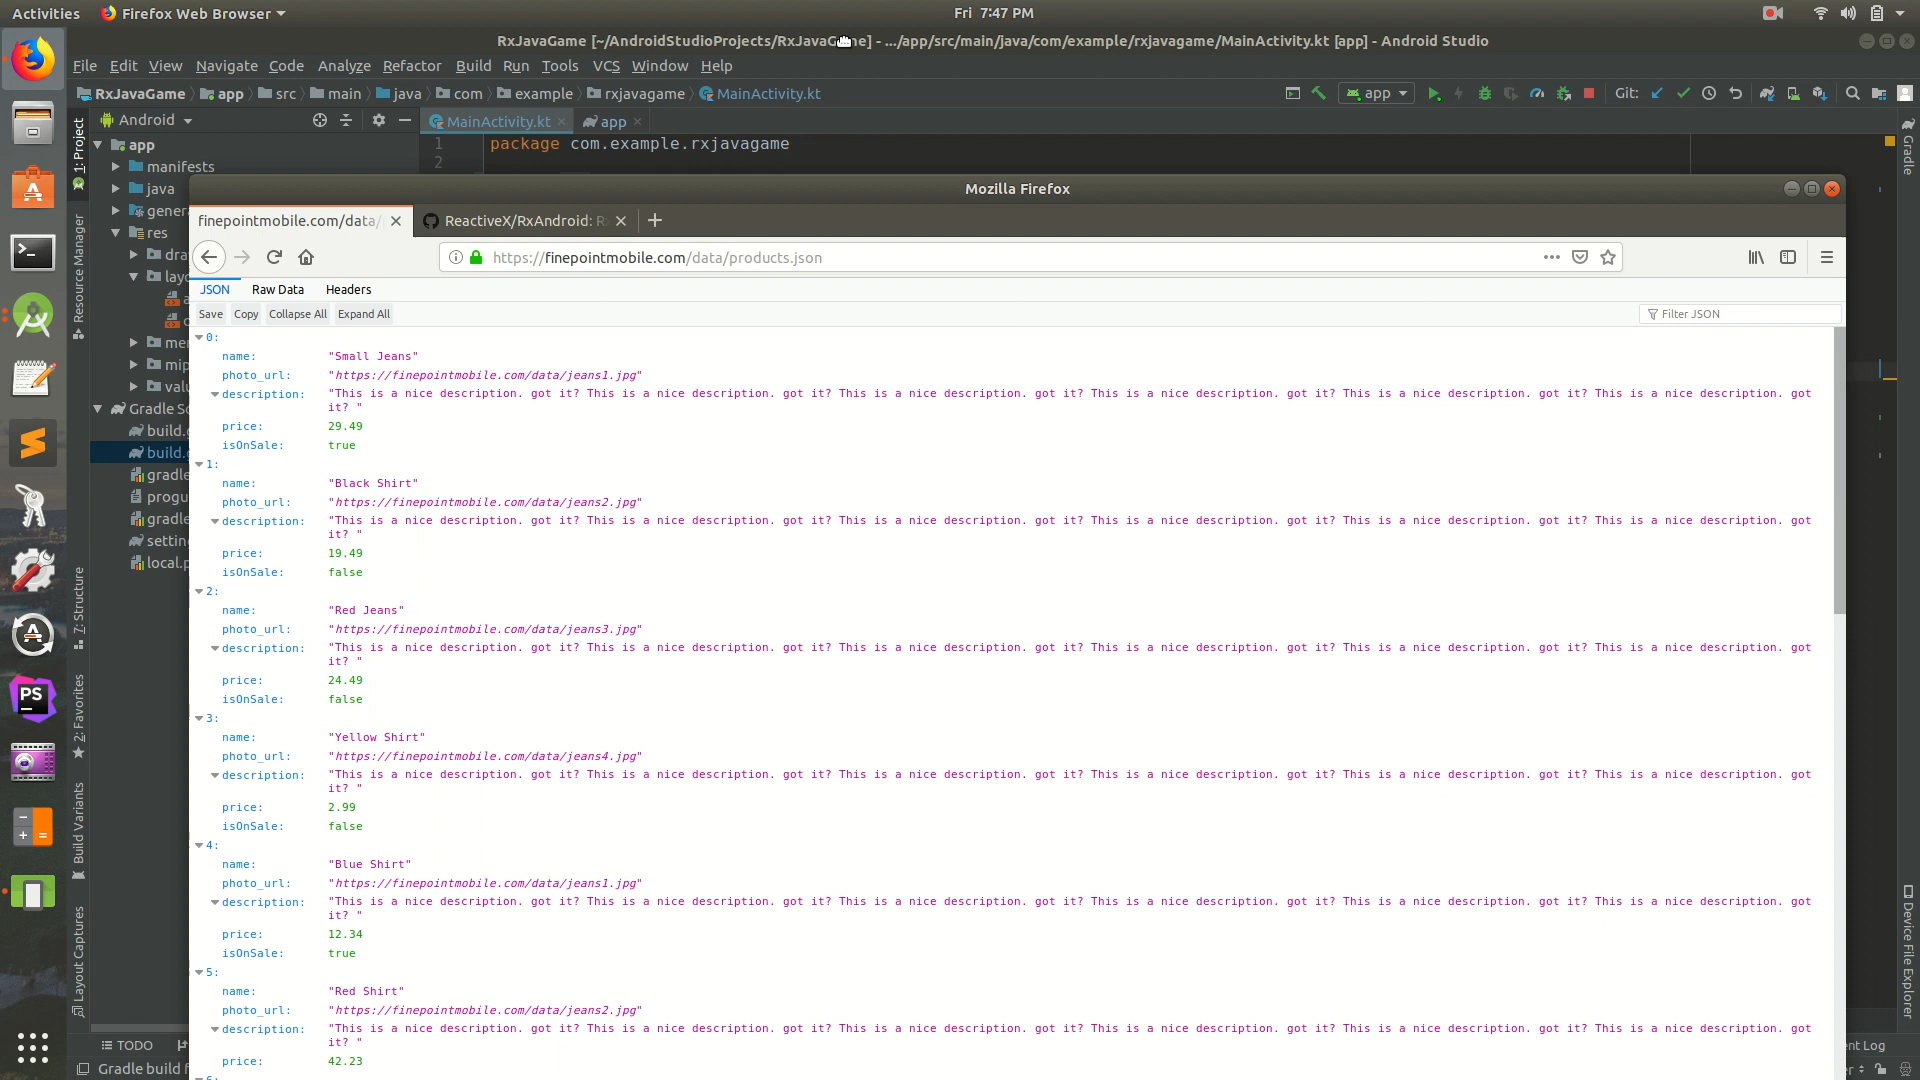 Activities
Firefox Web Browser
Fri 7:47 PM
RxJavaGame [~/AndroidStudioProjects/RxJavaGame] - .../app/src/main/java/com/example/rxjavagame/MainActivity.kt [app] - Android Studio
File Edit View Navigate Code Analyze Refactor Build Run Tools VCS Window Help
RxJavaGame app src main java com example rxjavagame MainActivity.kt
app
Git:
Android
MainActivity.kt
app
1: Project
Resource Manager
7: Structure
2: Favorites
Build Variants
Layout Captures
Gradle
Device File Explorer
app
manifests
java
res
Gradle
build.g
build.g
gradle
progu
gradle
local.p
1 package com.example.rxjavagame
2
Mozilla Firefox
finepointmobile.com/data/
ReactiveX/RxAndroid: R
https://finepointmobile.com/data/products.json
JSON Raw Data Headers
Save Copy Collapse All Expand All
Filter JSON
0:
name: "Small Jeans"
photo_url: "https://finepointmobile.com/data/jeans1.jpg"
description: "This is a nice description. got it? This is a nice description. got it? This is a nice description. got it? This is a nice description. got it? This is a nice description. got it? This is a nice description. got
it? "
price: 29.49
isOnSale: true
1:
name: "Black Shirt"
photo_url: "https://finepointmobile.com/data/jeans2.jpg"
description: "This is a nice description. got it? This is a nice description. got it? This is a nice description. got it? This is a nice description. got it? This is a nice description. got it? This is a nice description. got
it? "
price: 19.49
isOnSale: false
2:
name: "Red Jeans"
photo_url: "https://finepointmobile.com/data/jeans3.jpg"
description: "This is a nice description. got it? This is a nice description. got it? This is a nice description. got it? This is a nice description. got it? This is a nice description. got it? This is a nice description. got
it? "
price: 24.49
isOnSale: false
3:
name: "Yellow Shirt"
photo_url: "https://finepointmobile.com/data/jeans4.jpg"
description: "This is a nice description. got it? This is a nice description. got it? This is a nice description. got it? This is a nice description. got it? This is a nice description. got it? This is a nice description. got
it? "
price: 2.99
isOnSale: false
4:
name: "Blue Shirt"
photo_url: "https://finepointmobile.com/data/jeans1.jpg"
description: "This is a nice description. got it? This is a nice description. got it? This is a nice description. got it? This is a nice description. got it? This is a nice description. got it? This is a nice description. got
it? "
price: 12.34
isOnSale: true
5:
name: "Red Shirt"
photo_url: "https://finepointmobile.com/data/jeans2.jpg"
description: "This is a nice description. got it? This is a nice description. got it? This is a nice description. got it? This is a nice description. got it? This is a nice description. got it? This is a nice description. got
it? "
price: 42.23
PS
TODO
nt Log
Gradle build